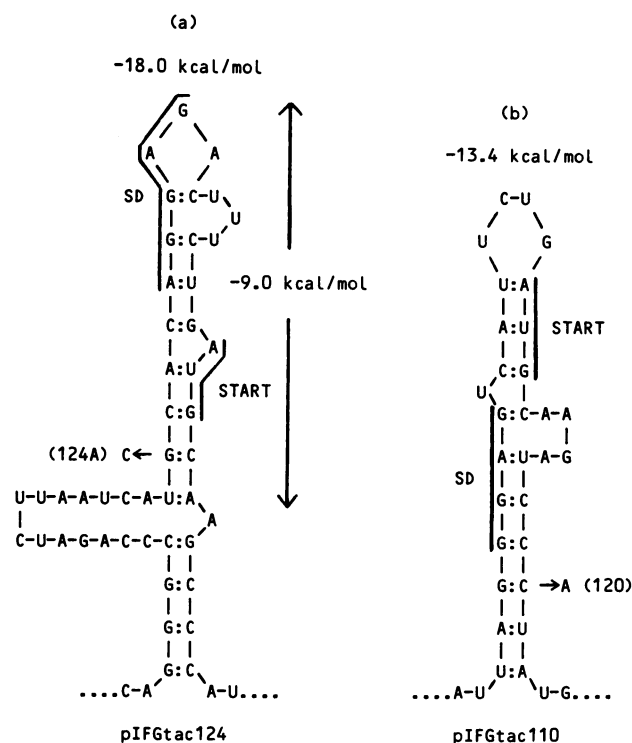 (a)
-18.0 kcal/mol
G
A A
SD G:C-U
U
G:C-U
A:U
-9.0 kcal/mol
C:G
A
A:U
START
C:G
(124A) C←G:C
U-U-A-A-U-C-A-U:A
A
C-U-A-G-A-C-C-C:G
G:C
G:C
G:C
....C-A A-U....
pIFGtac124
(b)
-13.4 kcal/mol
C-U
U G
U:A
A:U
START
C:G
U
G:C-A-A
A:U-A-G
SD
G:C
G:C
G:C→A (120)
A:U
U:A
....A-U U-G....
pIFGtac110